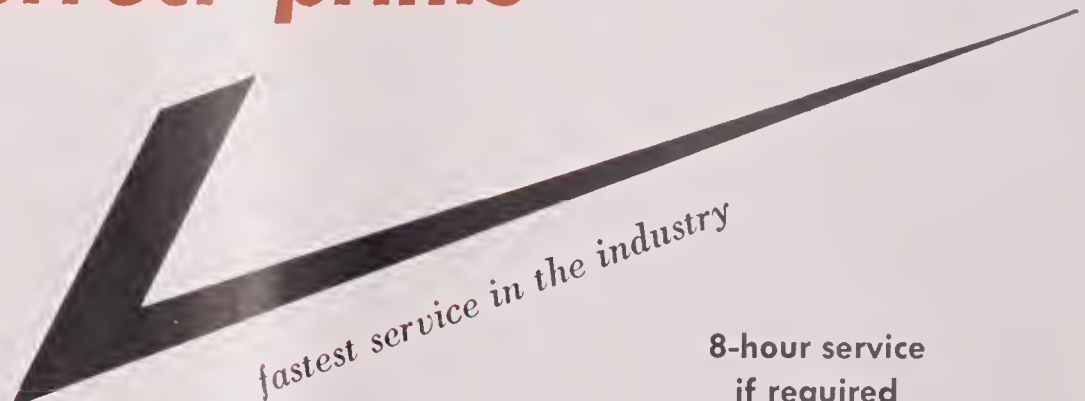 fastest service in the industry
8-hour service
if required